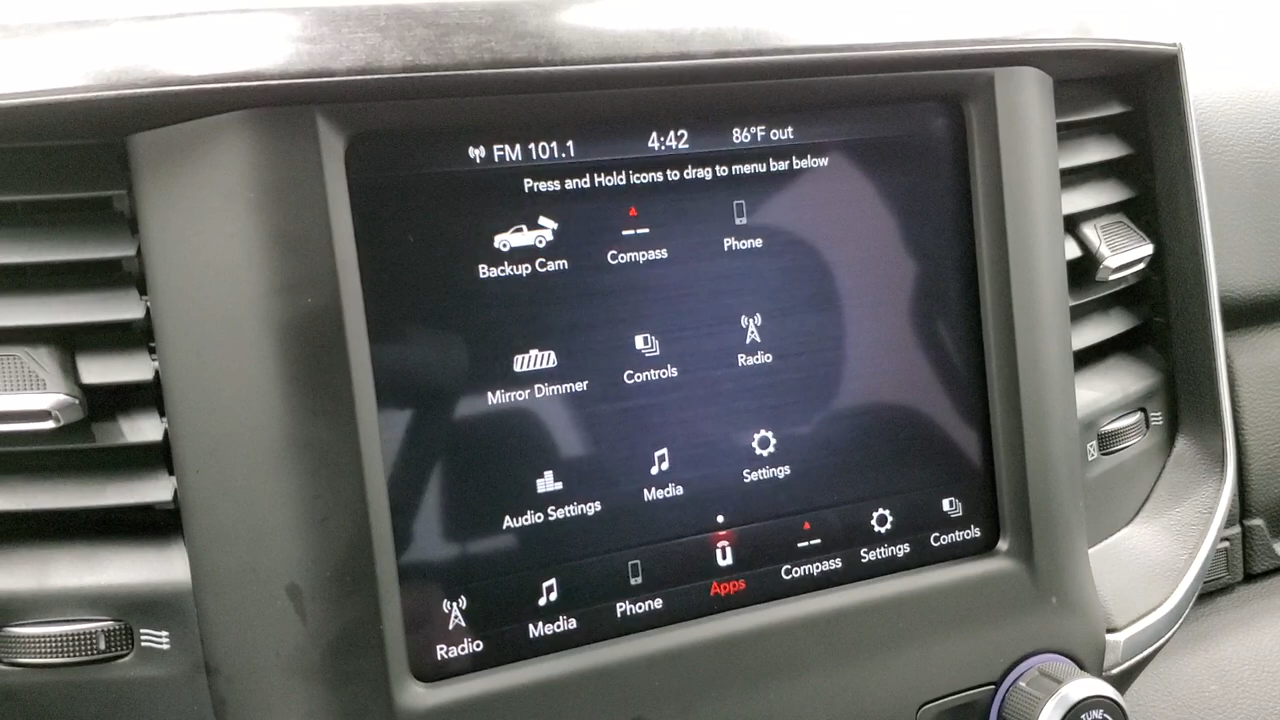 FM 101.1 4:42 86°F out
Press and Hold icons to drag to menu bar below
Backup Cam Compass Phone
Mirror Dimmer Controls Radio
Audio Settings Media Settings
Radio Media Phone Apps Compass Settings Controls
TUNE